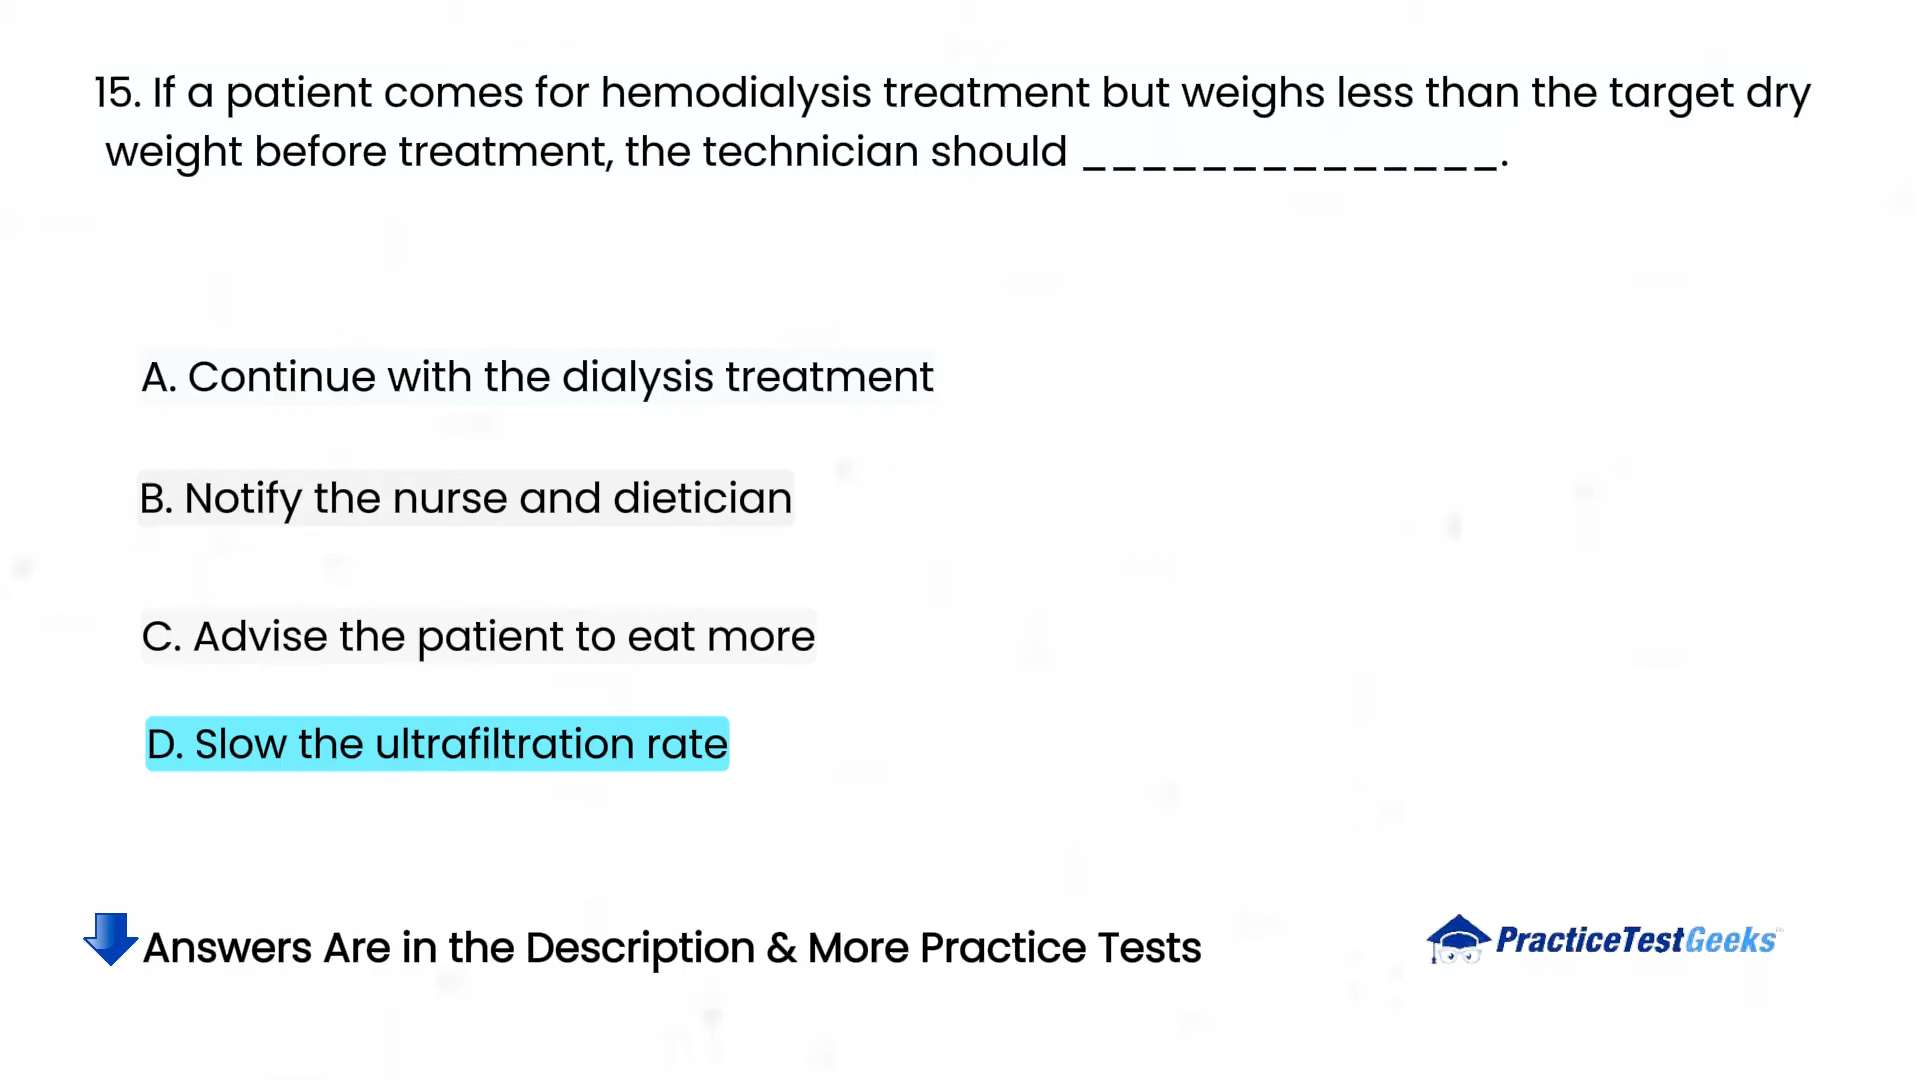 15. If a patient comes for hemodialysis treatment but weighs less than the target dry
weight before treatment, the technician should ______________.
A. Continue with the dialysis treatment
B. Notify the nurse and dietician
C. Advise the patient to eat more
D. Slow the ultrafiltration rate
Answers Are in the Description & More Practice Tests
PracticeTestGeeks